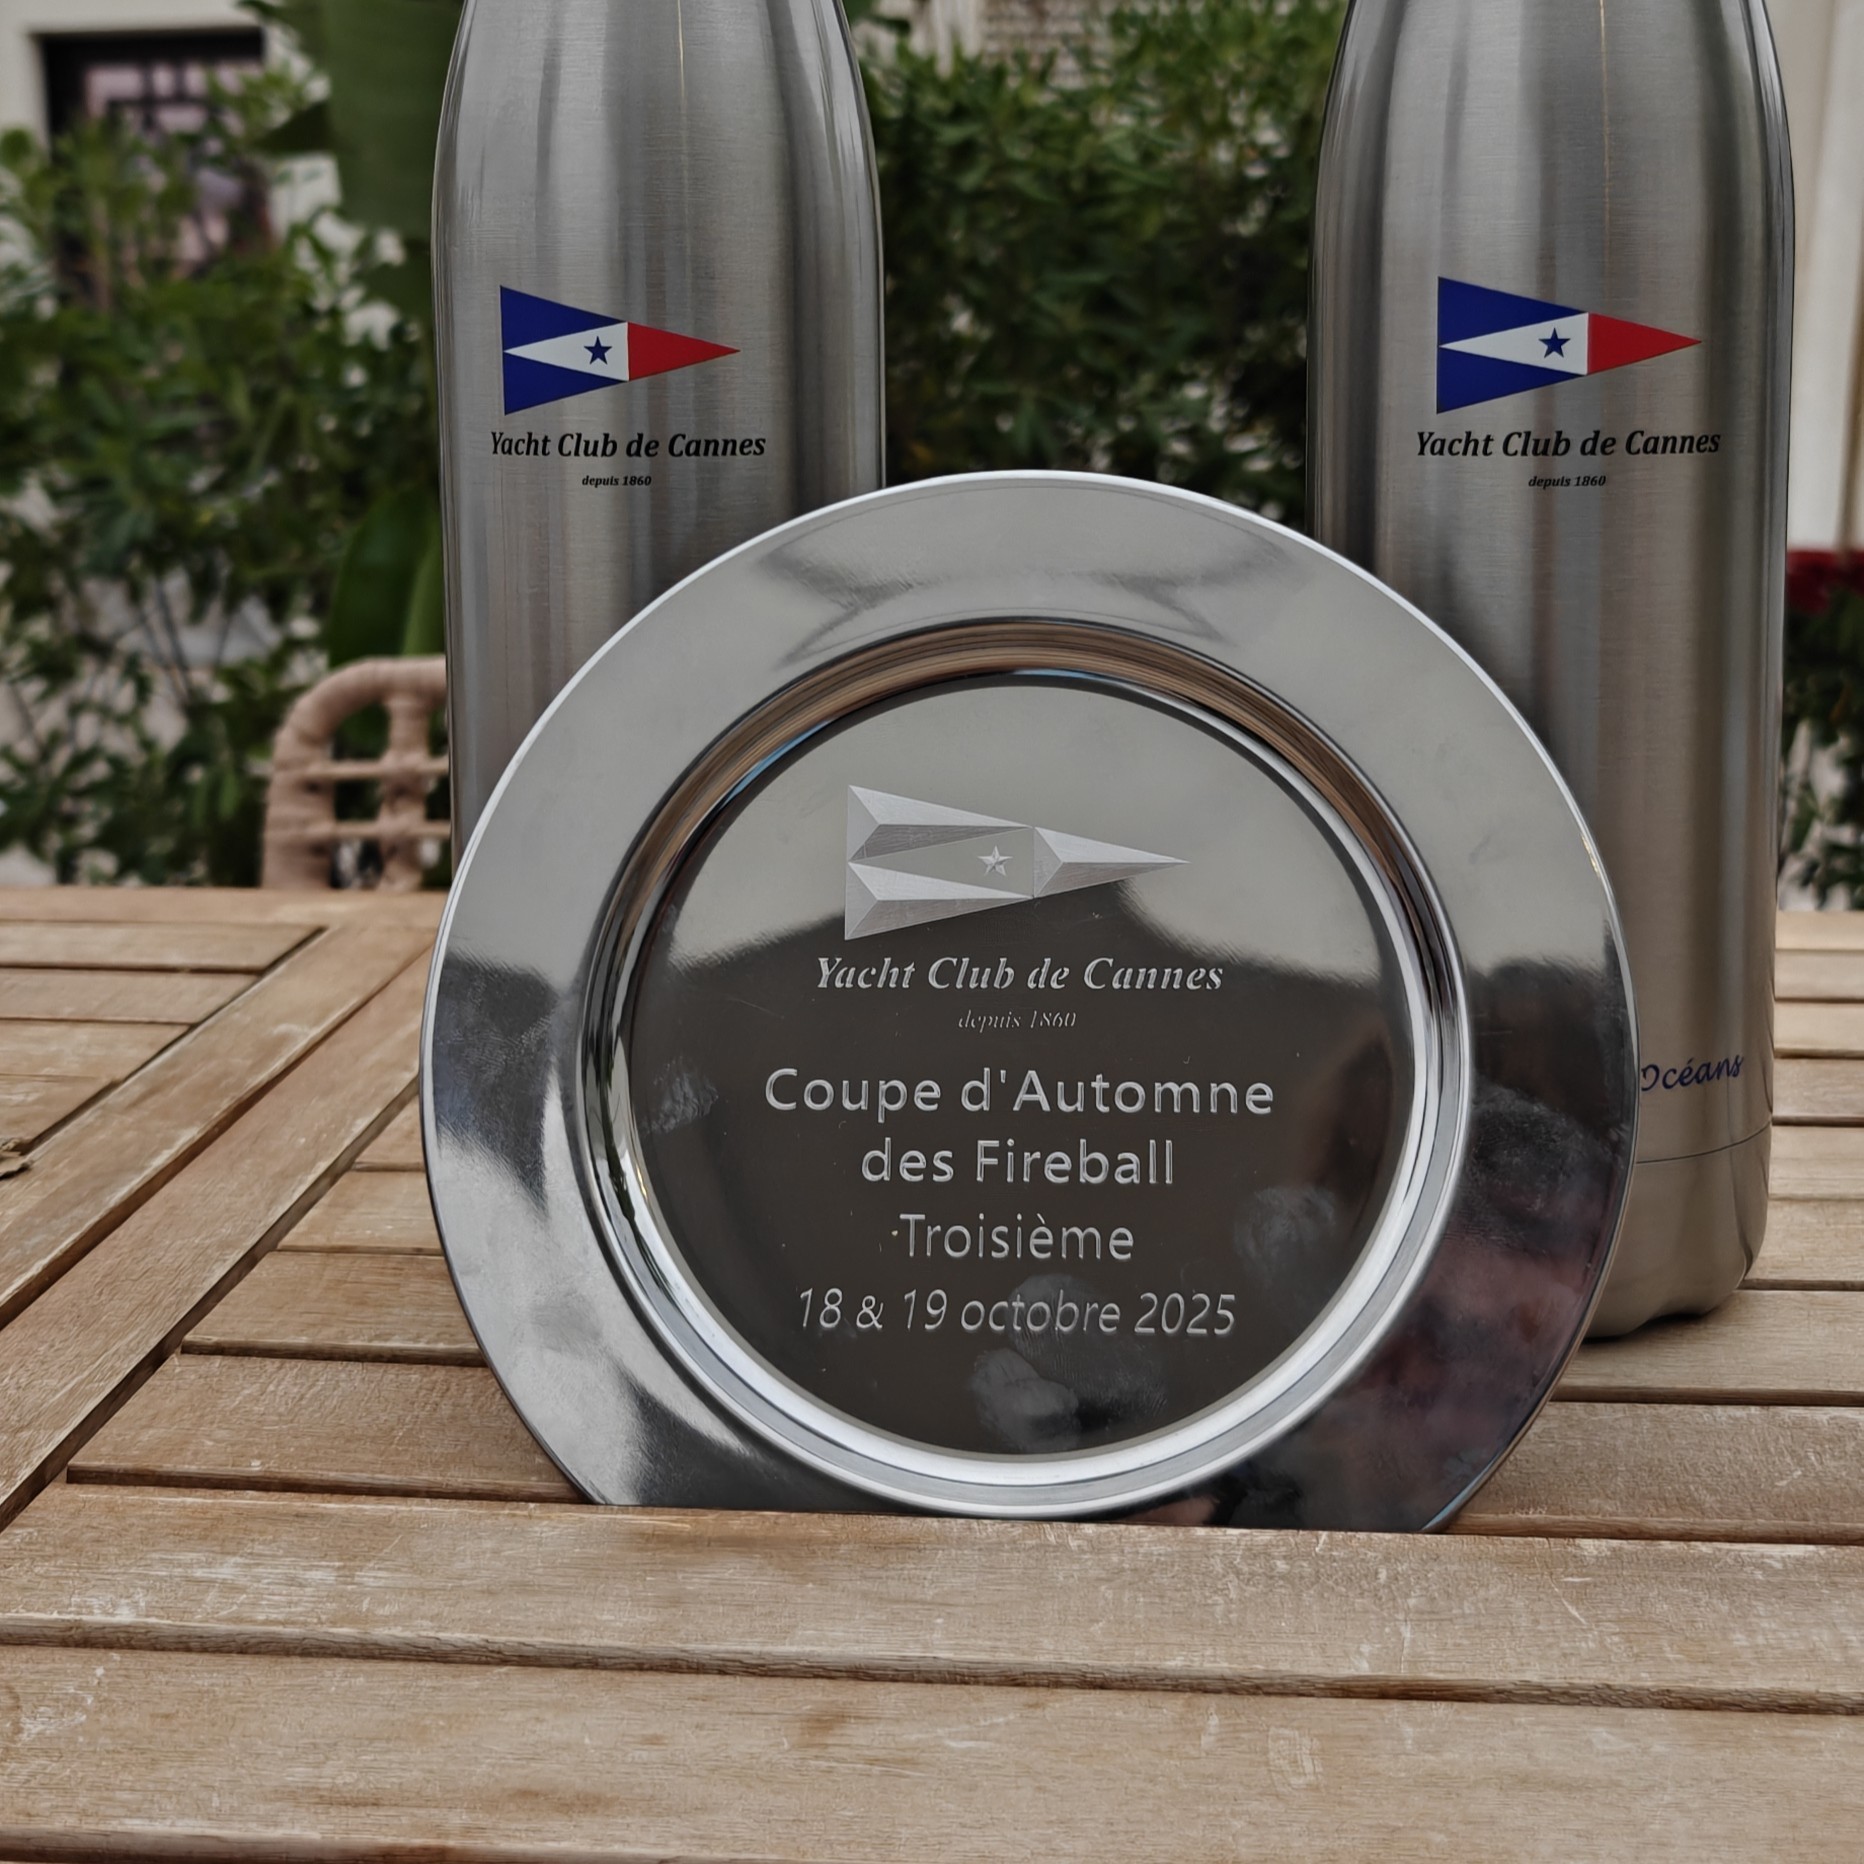 Yacht Club de Cannes
depuis 1860
Yacht Club de Cannes
depuis 1860
Yacht Club de Cannes
depuis 1860
Coupe d'Automne
des Fireball
Troisième
18 & 19 octobre 2025
Océans